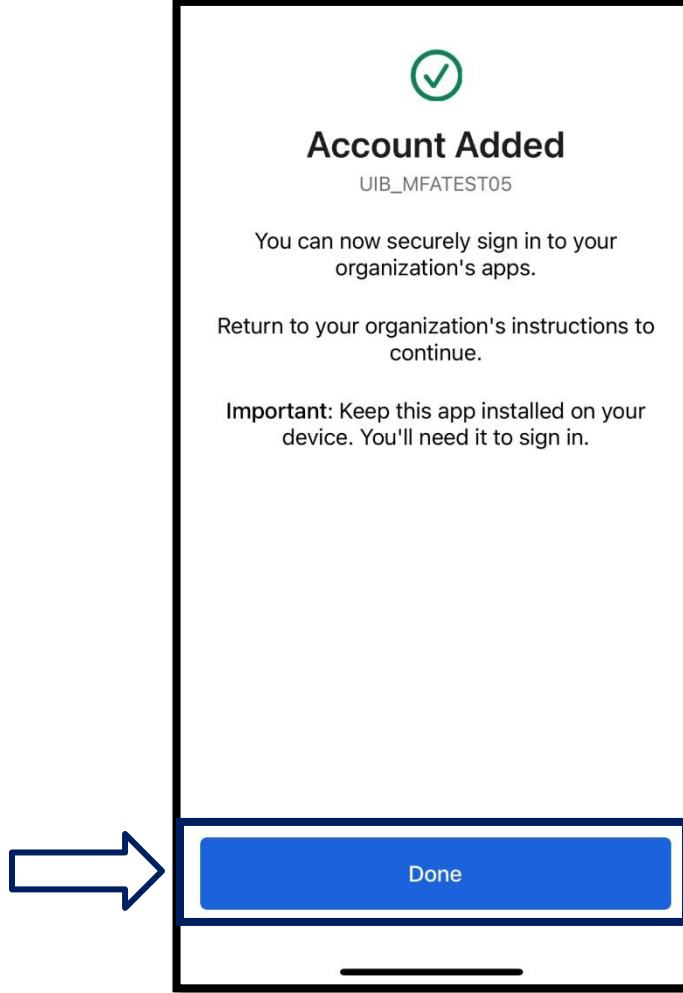 Account Added
UIB_MFATEST05
You can now securely sign in to your
organization's apps.
Return to your organization's instructions to
continue.
Important: Keep this app installed on your
device. You'll need it to sign in.
Done